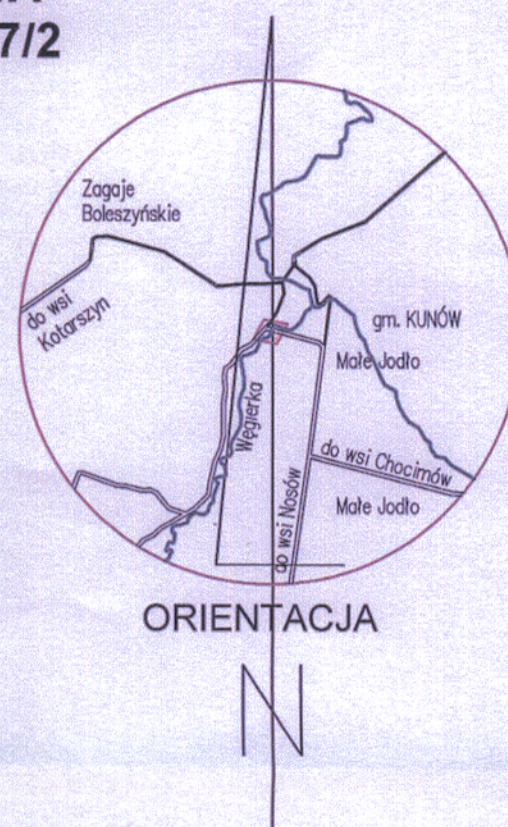 7/2
Zagaje
Boleszyńskie
do wsi
Kotarszyn
gm. KUNÓW
Małe Jodło
Węgierka
do wsi Chocimów
do wsi Nosów
Małe Jodło
ORIENTACJA
N